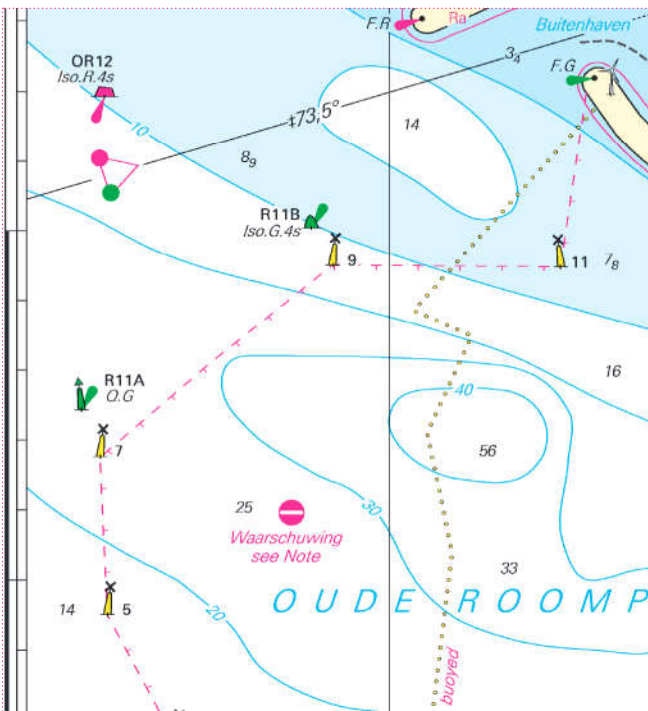 F.R
Ra
Buitenhaven
OR12
Iso.R.4s
3₄
F.G
‡73,5°
10
14
8₉
R11B
Iso.G.4s
9
11
7₈
R11A
Q.G
16
40
7
56
25
30
Waarschuwing
see Note
33
14
5
20
OUDE ROOMP
buoyed